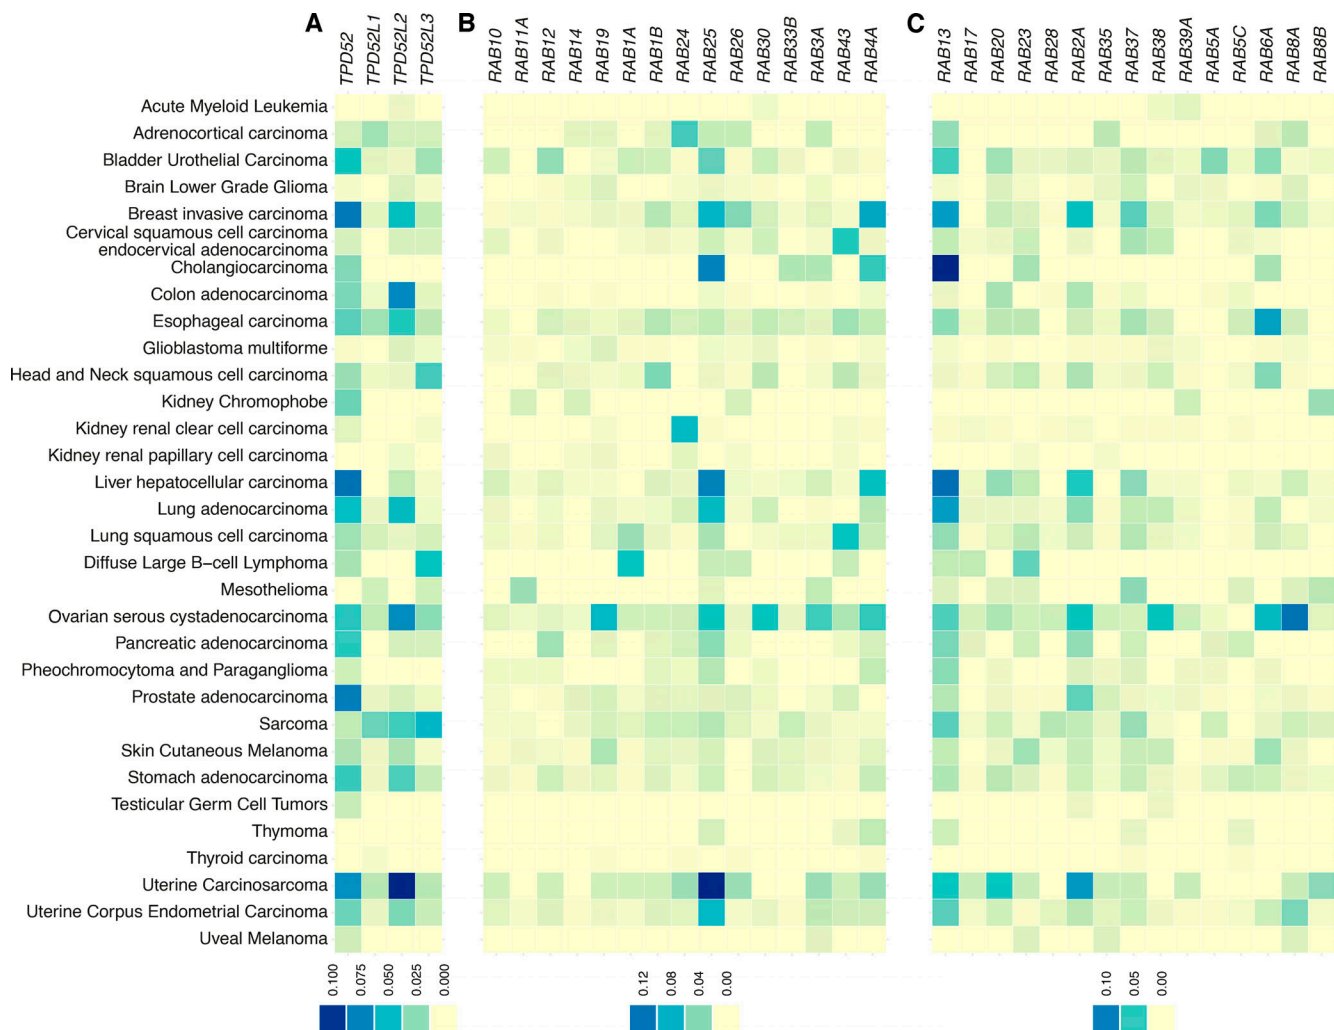 A B C
TPD52 TPD52L1 TPD52L2 TPD52L3 RAB10 RAB11A RAB12 RAB14 RAB19 RAB1A RAB1B RAB24 RAB25 RAB26 RAB30 RAB33B RAB3A RAB43 RAB4A RAB13 RAB17 RAB20 RAB23 RAB28 RAB2A RAB35 RAB37 RAB38 RAB39A RAB5A RAB5C RAB6A RAB8A RAB8B
Acute Myeloid Leukemia
Adrenocortical carcinoma
Bladder Urothelial Carcinoma
Brain Lower Grade Glioma
Breast invasive carcinoma
Cervical squamous cell carcinoma
endocervical adenocarcinoma
Cholangiocarcinoma
Colon adenocarcinoma
Esophageal carcinoma
Glioblastoma multiforme
Head and Neck squamous cell carcinoma
Kidney Chromophobe
Kidney renal clear cell carcinoma
Kidney renal papillary cell carcinoma
Liver hepatocellular carcinoma
Lung adenocarcinoma
Lung squamous cell carcinoma
Diffuse Large B−cell Lymphoma
Mesothelioma
Ovarian serous cystadenocarcinoma
Pancreatic adenocarcinoma
Pheochromocytoma and Paraganglioma
Prostate adenocarcinoma
Sarcoma
Skin Cutaneous Melanoma
Stomach adenocarcinoma
Testicular Germ Cell Tumors
Thymoma
Thyroid carcinoma
Uterine Carcinosarcoma
Uterine Corpus Endometrial Carcinoma
Uveal Melanoma
0.100 0.075 0.050 0.025 0.000 0.12 0.08 0.04 0.00 0.10 0.05 0.00